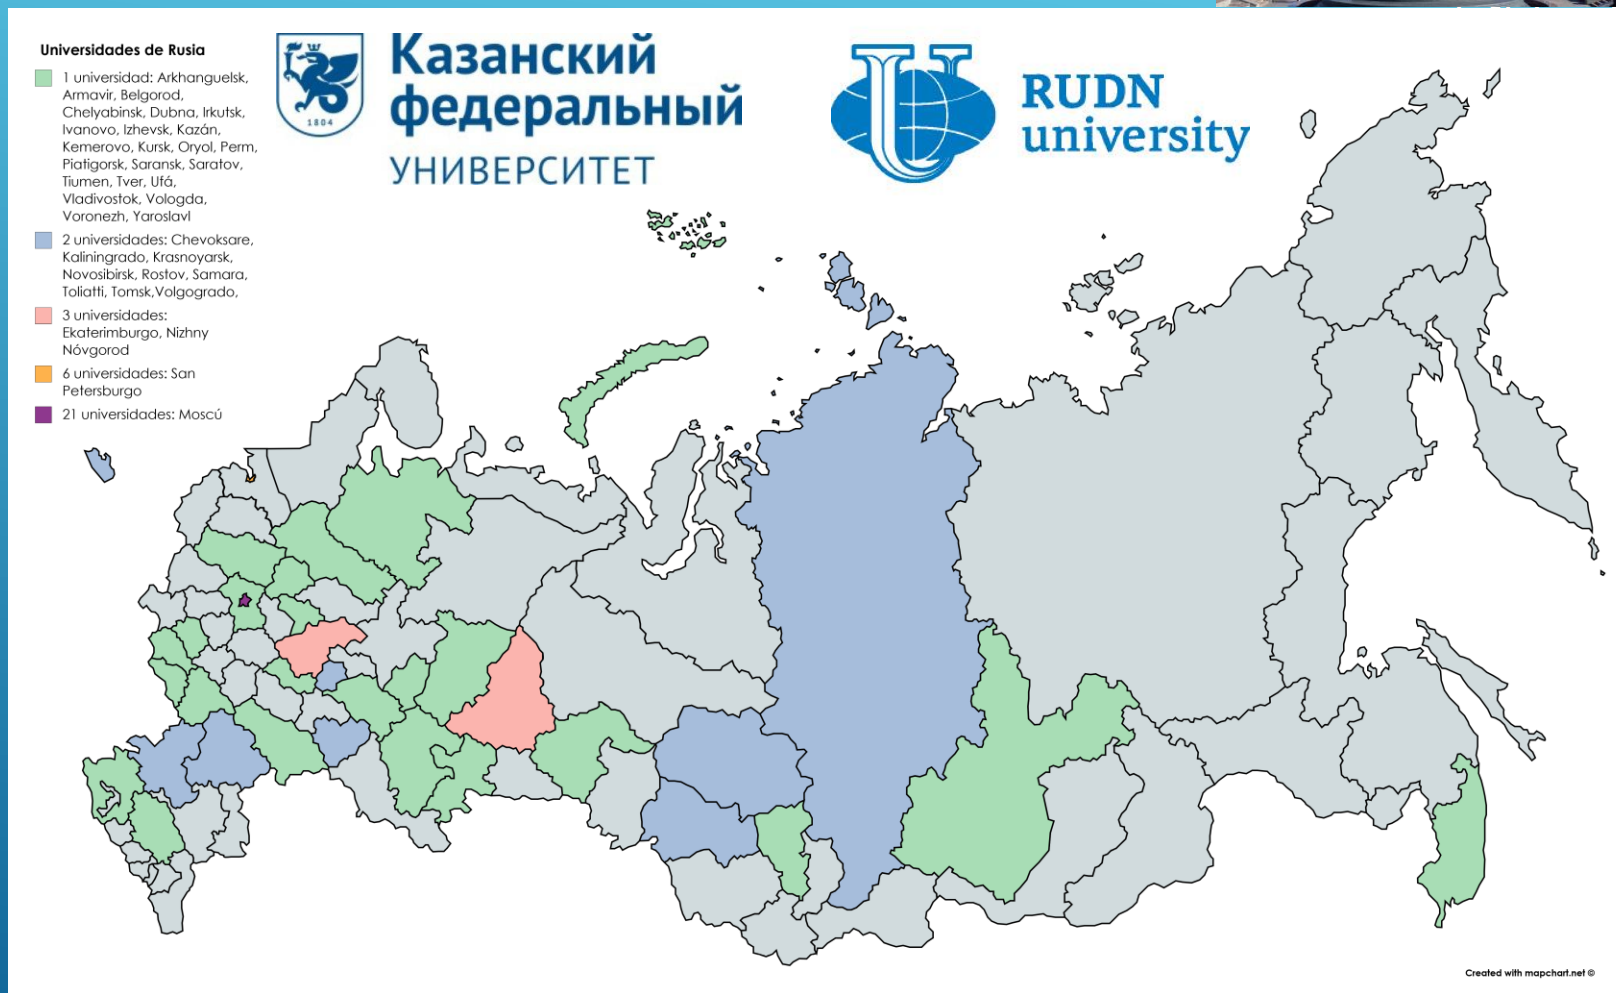 Universidades de Rusia
1 universidad: Arkhanguelsk,
Armavir, Belgorod,
Chelyabinsk, Dubna, Irkutsk,
Ivanovo, Izhevsk, Kazán,
Kemerovo, Kursk, Oryol, Perm,
Piatigorsk, Saransk, Saratov,
Tiumen, Tver, Ufá,
Vladivostok, Vologda,
Voronezh, Yaroslavl
2 universidades: Chevoksare,
Kaliningrado, Krasnoyarsk,
Novosibirsk, Rostov, Samara,
Toliatti, Tomsk,Volgogrado,
3 universidades:
Ekaterimburgo, Nizhny
Nóvgorod
6 universidades: San
Petersburgo
21 universidades: Moscú
1804
Казанский
федеральный
УНИВЕРСИТЕТ
RUDN
university
Created with mapchart.net ©